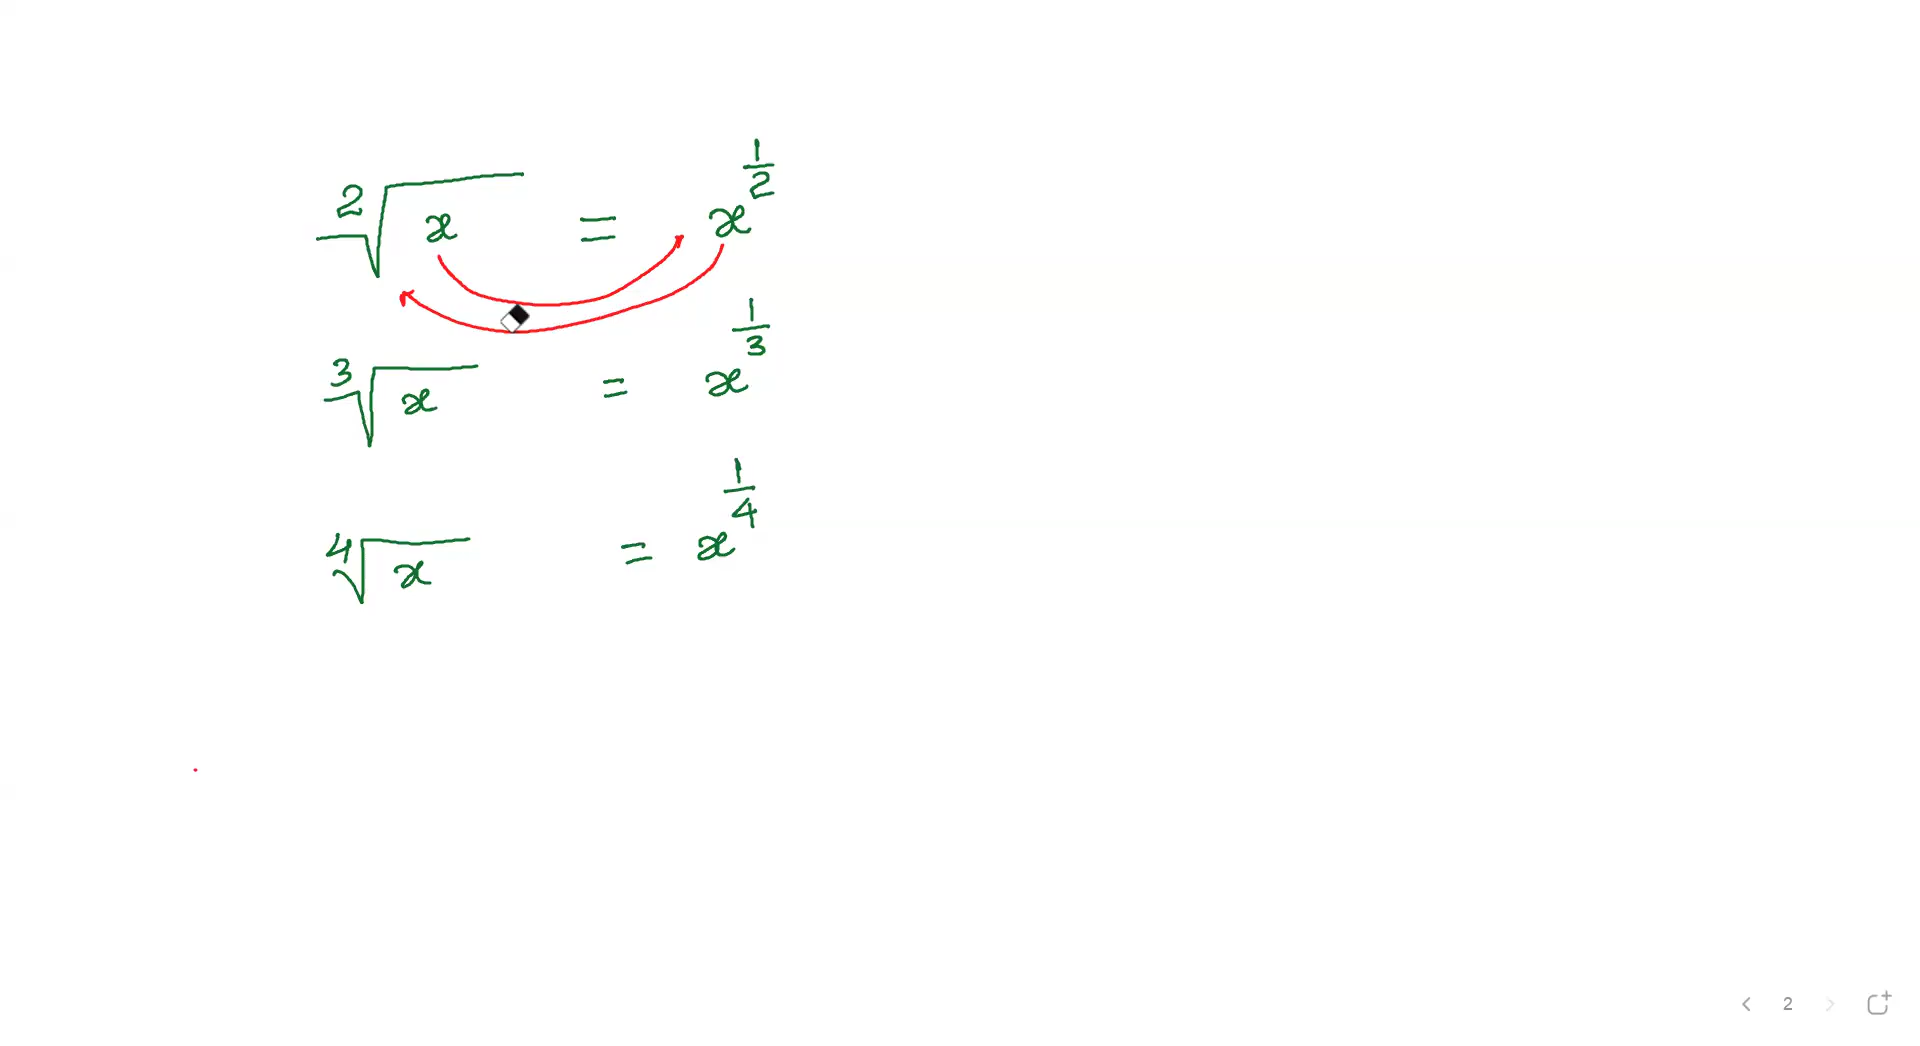 ²√x = x^(1/2)
³√x = x^(1/3)
⁴√x = x^(1/4)
2